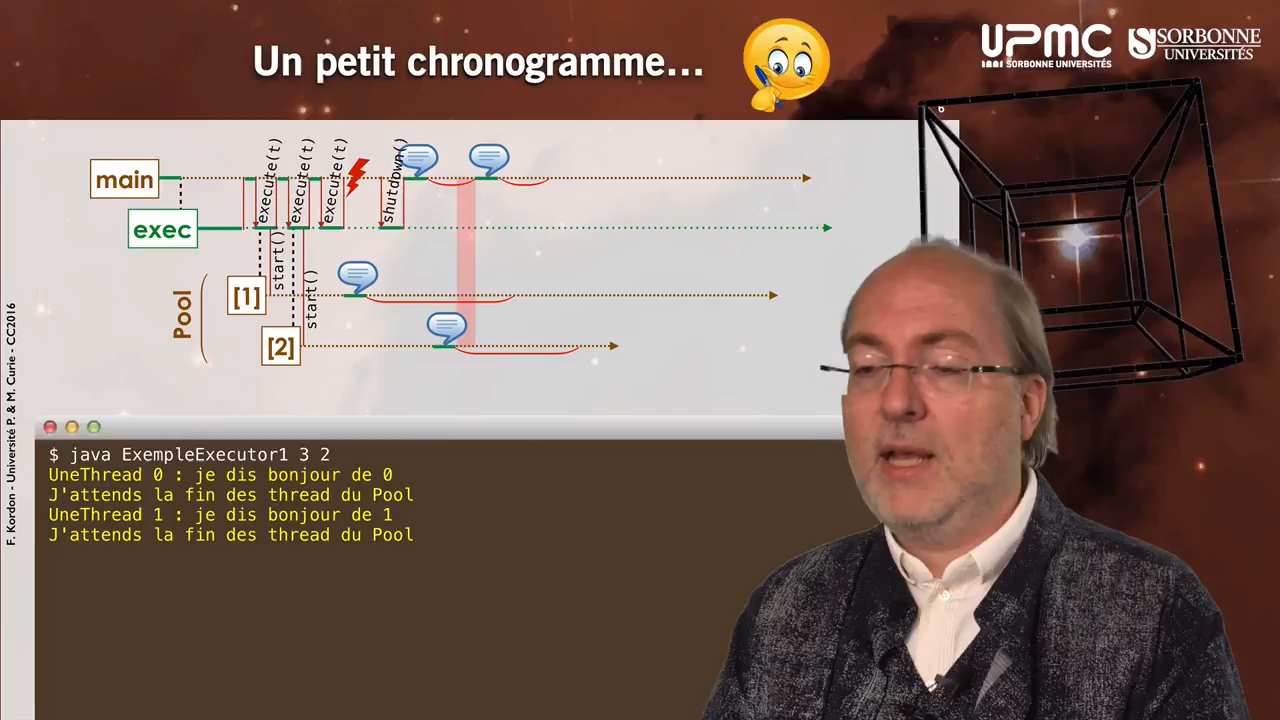 Un petit chronogramme...
UPMC
SORBONNE UNIVERSITÉS
SORBONNE
UNIVERSITÉS
6
main
exec
execute(t)
execute(t)
execute(t)
shutdown()
start()
start()
Pool
[1]
[2]
F. Kordon - Université P. & M. Curie - CC2016
$ java ExempleExecutor1 3 2
UneThread 0 : je dis bonjour de 0
J'attends la fin des thread du Pool
UneThread 1 : je dis bonjour de 1
J'attends la fin des thread du Pool